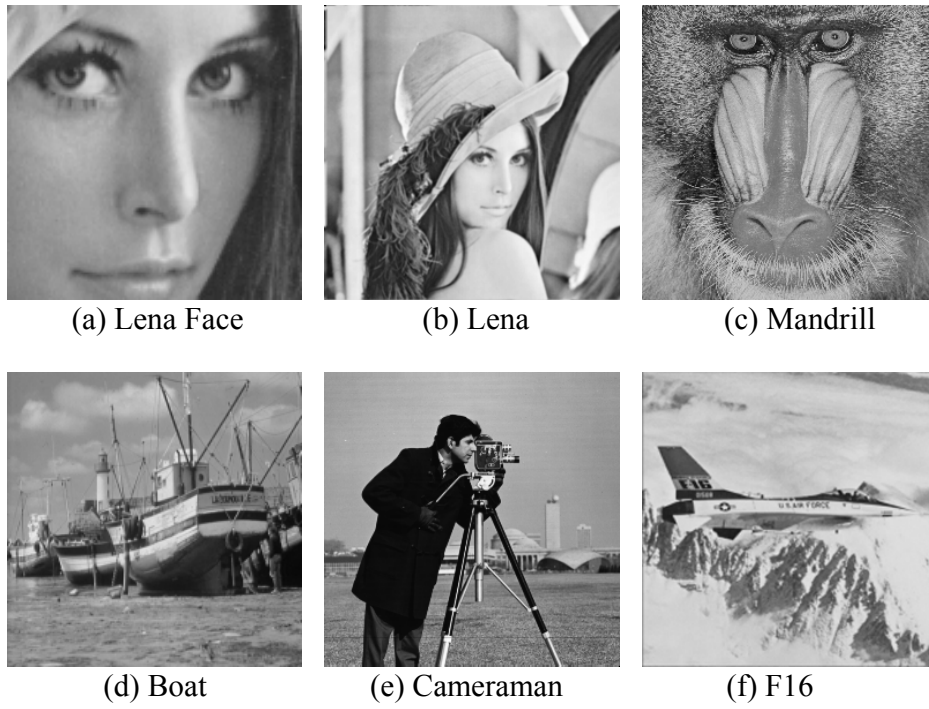 (a) Lena Face
(b) Lena
(c) Mandrill
F16
U.S. AIR FORCE
(d) Boat
(e) Cameraman
(f) F16